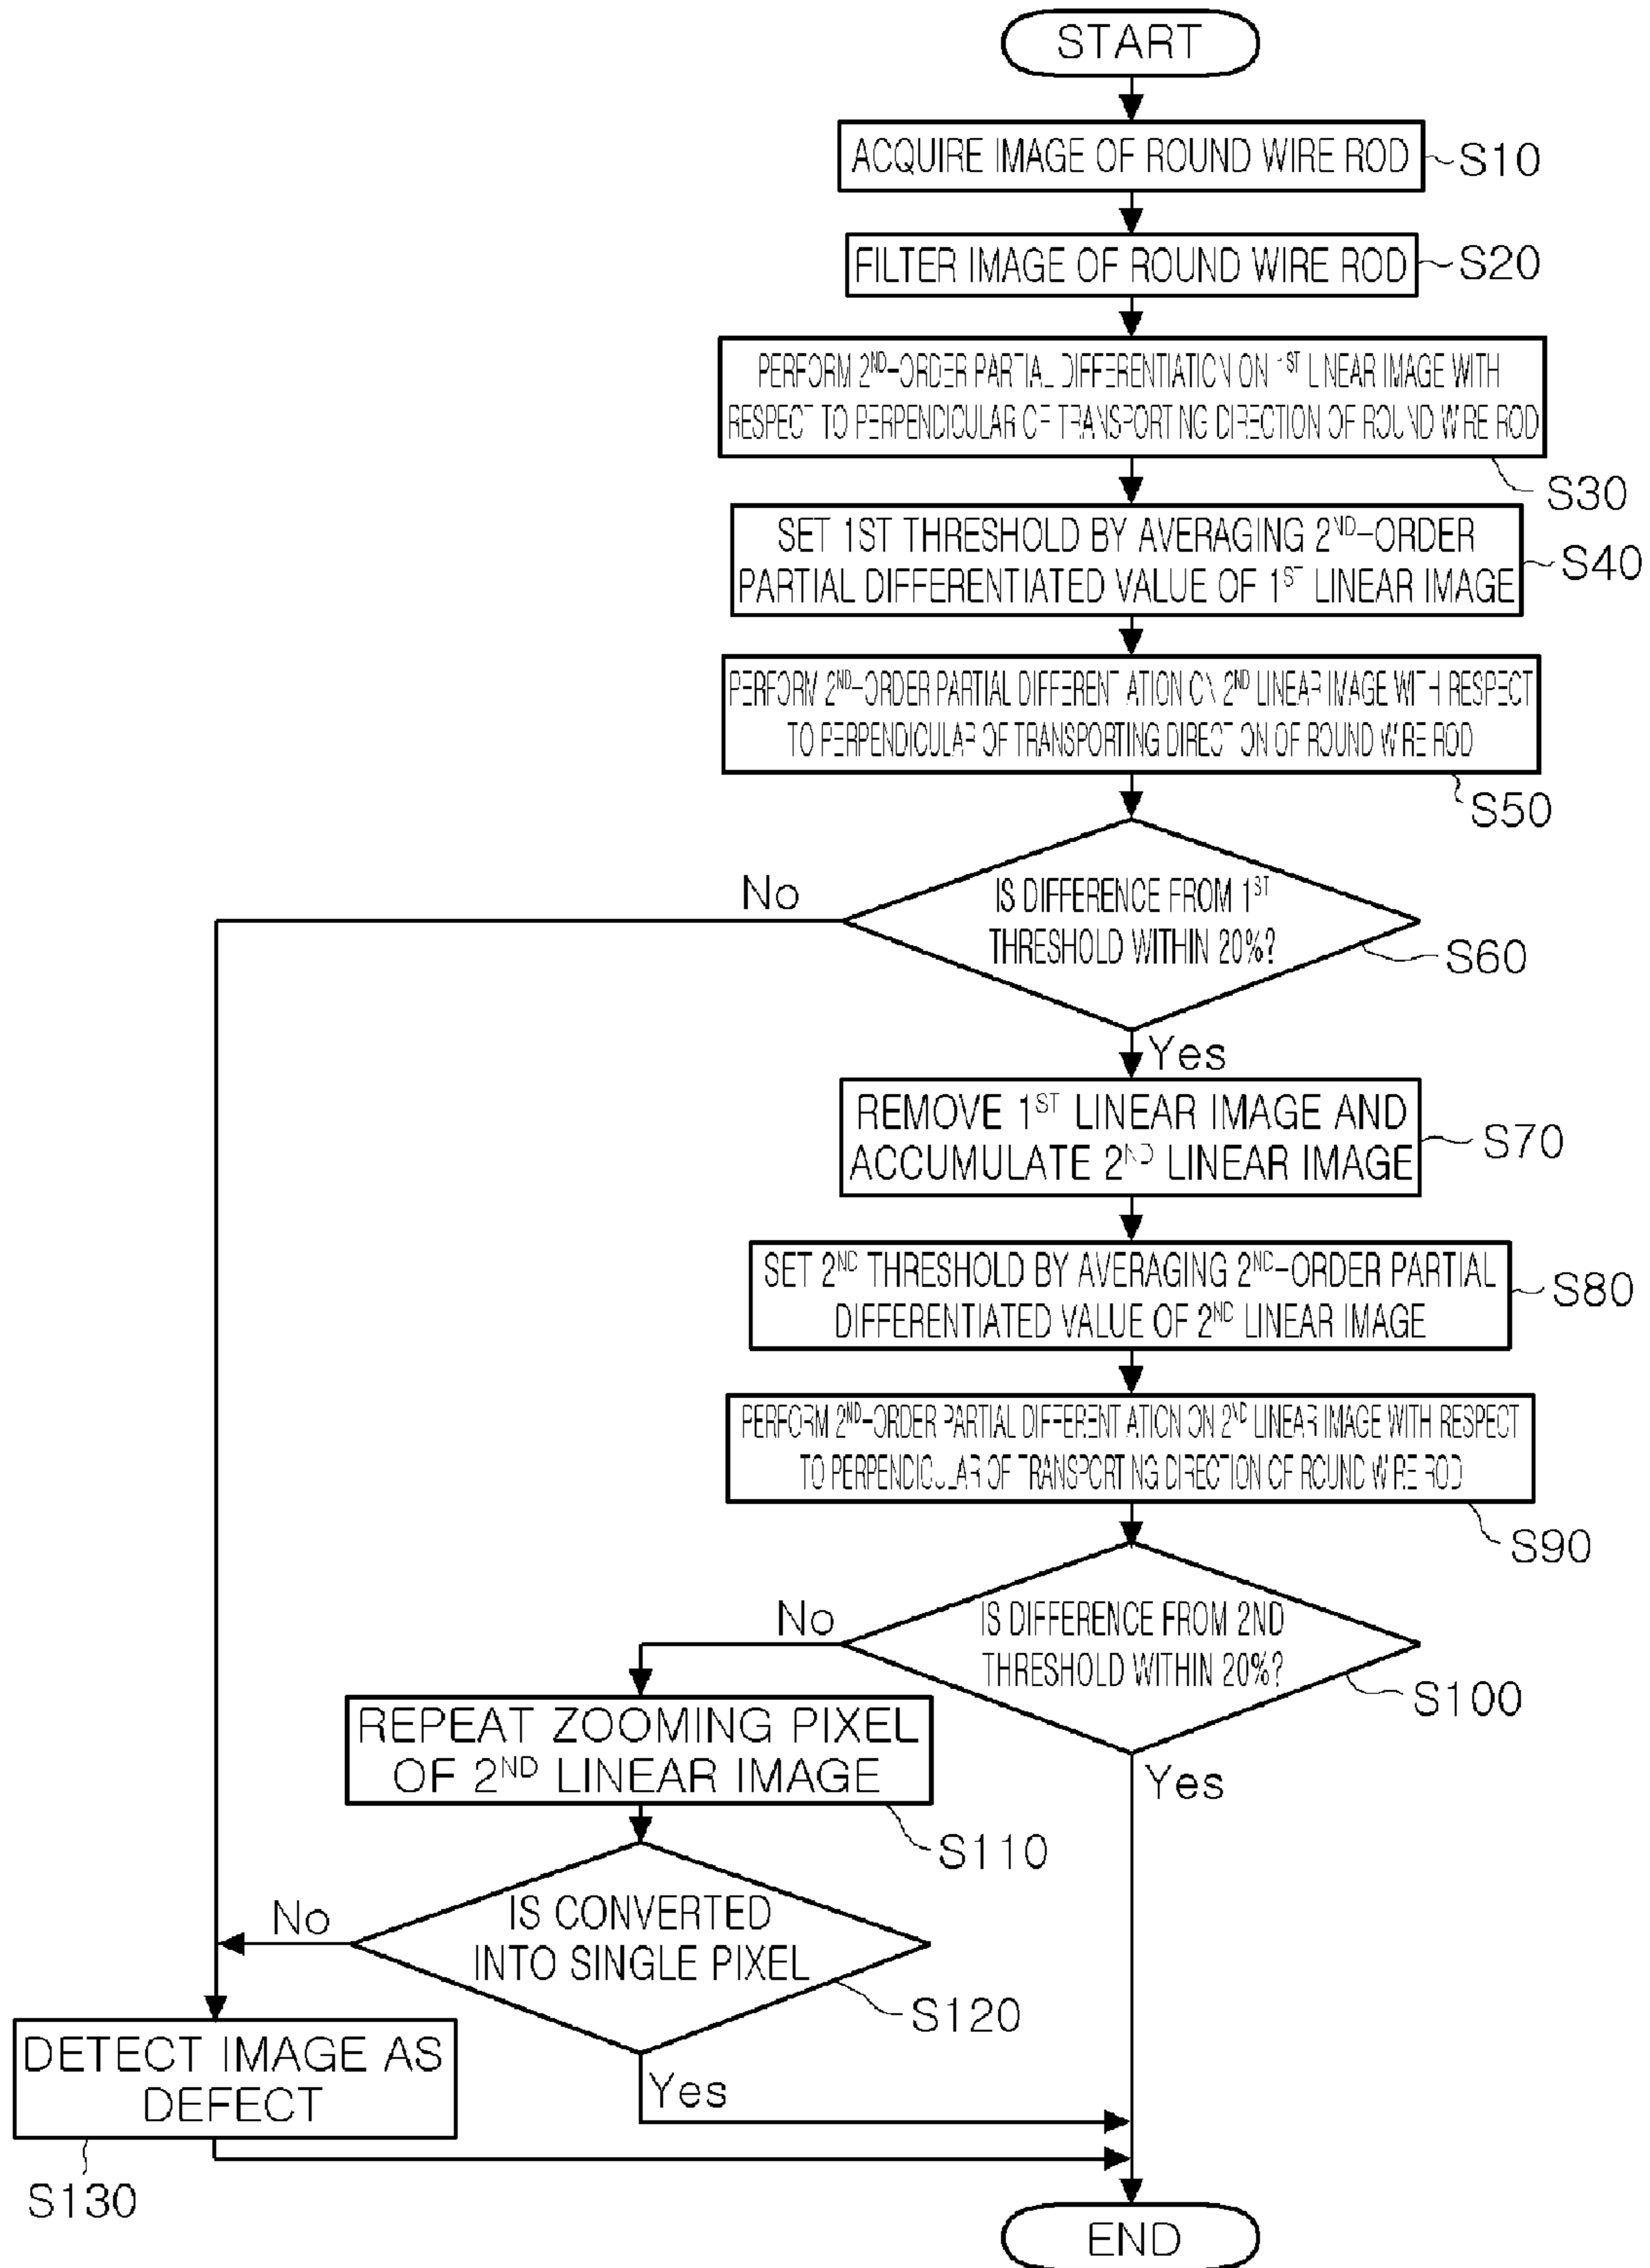 START
ACQUIRE IMAGE OF ROUND WIRE ROD
S10
FILTER IMAGE OF ROUND WIRE ROD
S20
PERFORM 2ND-ORDER PARTIAL DIFFERENTIATION ON 1ST LINEAR IMAGE WITH
RESPECT TO PERPENDICULAR OF TRANSPORTING DIRECTION OF ROUND WIRE ROD
S30
SET 1ST THRESHOLD BY AVERAGING 2ND-ORDER
PARTIAL DIFFERENTIATED VALUE OF 1ST LINEAR IMAGE
S40
PERFORM 2ND-ORDER PARTIAL DIFFERENTIATION ON 2ND LINEAR IMAGE WITH RESPECT
TO PERPENDICULAR OF TRANSPORTING DIRECTION OF ROUND WIRE ROD
S50
No
IS DIFFERENCE FROM 1ST
THRESHOLD WITHIN 20%?
S60
Yes
REMOVE 1ST LINEAR IMAGE AND
ACCUMULATE 2ND LINEAR IMAGE
S70
SET 2ND THRESHOLD BY AVERAGING 2ND-ORDER PARTIAL
DIFFERENTIATED VALUE OF 2ND LINEAR IMAGE
S80
PERFORM 2ND-ORDER PARTIAL DIFFERENTIATION ON 2ND LINEAR IMAGE WITH RESPECT
TO PERPENDICULAR OF TRANSPORTING DIRECTION OF ROUND WIRE ROD
S90
No
IS DIFFERENCE FROM 2ND
THRESHOLD WITHIN 20%?
S100
Yes
REPEAT ZOOMING PIXEL
OF 2ND LINEAR IMAGE
S110
No
IS CONVERTED
INTO SINGLE PIXEL
S120
Yes
DETECT IMAGE AS
DEFECT
S130
END